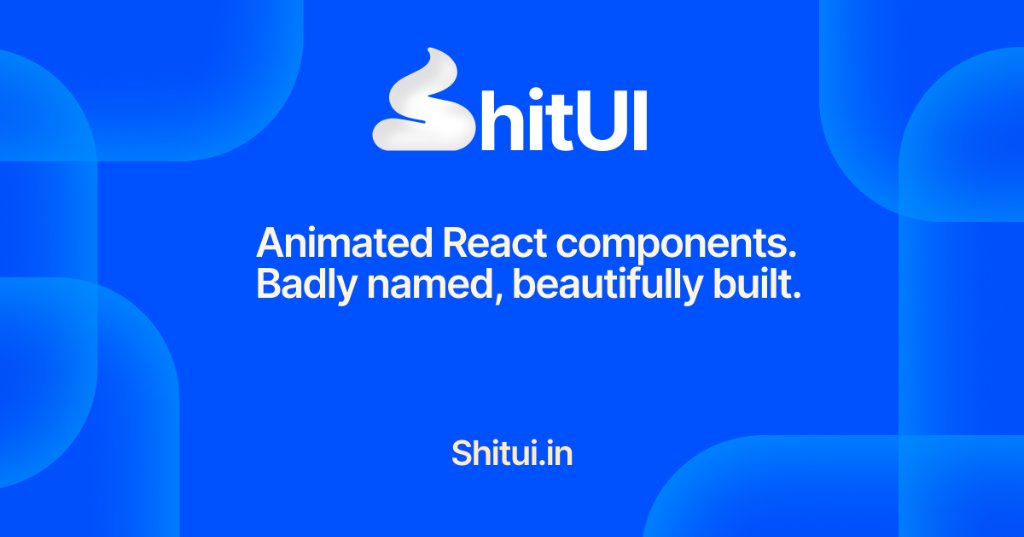 ShitUI
Animated React components.
Badly named, beautifully built.
Shitui.in